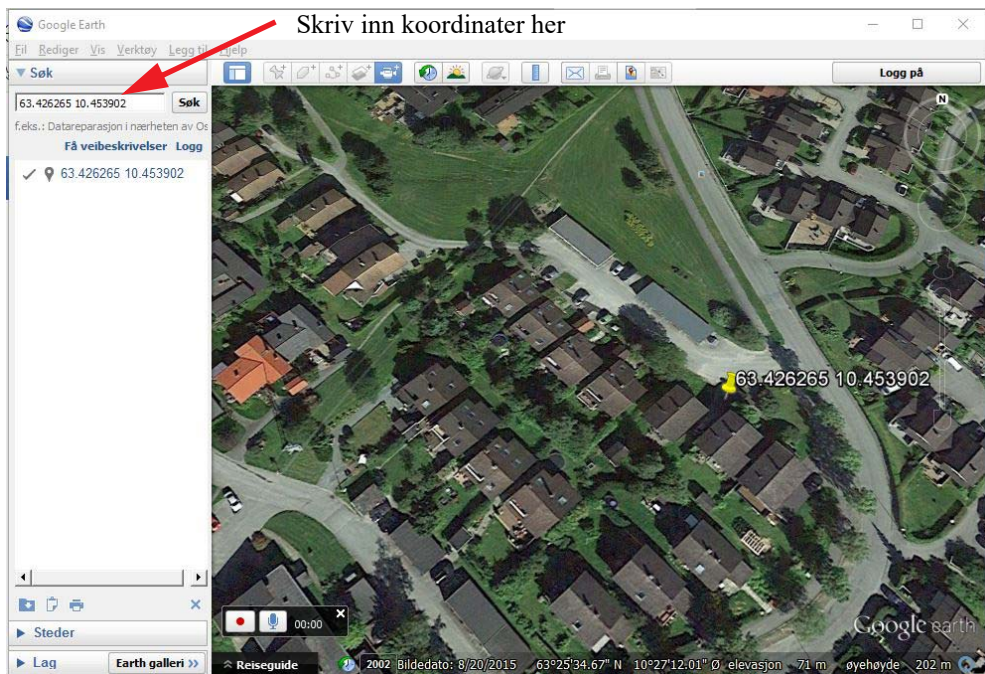 Skriv inn koordinater her
Google Earth
Fil Rediger Vis Verktøy Legg til Hjelp
Søk
Logg på
63.426265 10.453902 Søk
f.eks.: Datareparasjon i nærheten av Os
Få veibeskrivelser Logg
63.426265 10.453902
N
63.426265 10.453902
00:00
Google earth
Steder
Lag Earth galleri >>
Reiseguide 2002 Bildedato: 8/20/2015 63°25'34.67" N 10°27'12.01" Ø elevasjon 71 m øyehøyde 202 m